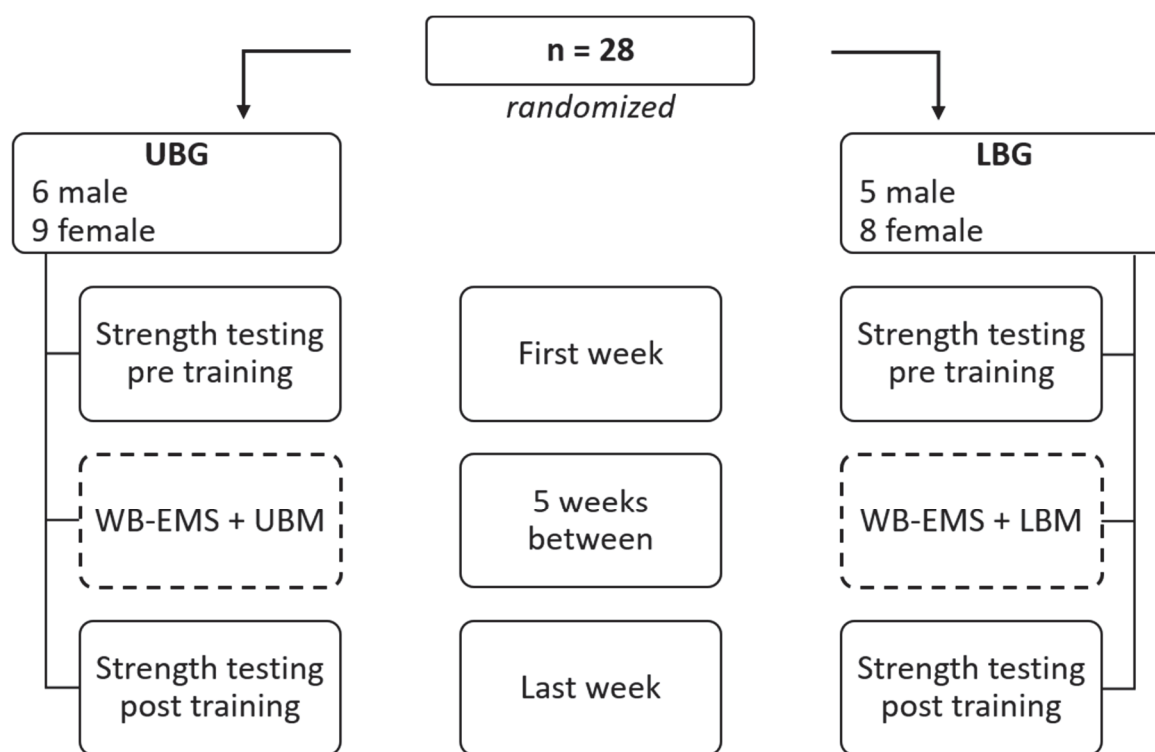 n = 28
randomized
UBG
6 male
9 female
LBG
5 male
8 female
Strength testing
pre training
First week
Strength testing
pre training
WB-EMS + UBM
5 weeks
between
WB-EMS + LBM
Strength testing
post training
Last week
Strength testing
post training